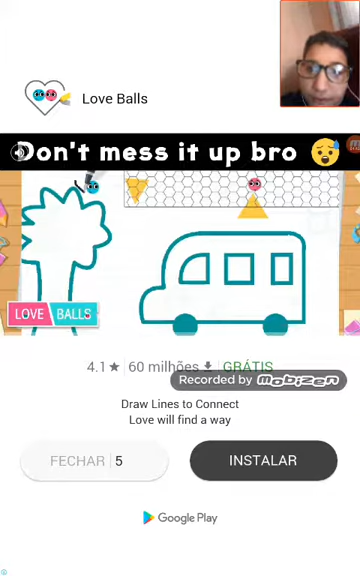 Love Balls
Don't mess it up bro 😥
LOVE BALLS
4.1★ 60 milhões GRÁTIS
Recorded by mobizen
Draw Lines to Connect
Love will find a way
FECHAR 5
INSTALAR
Google Play